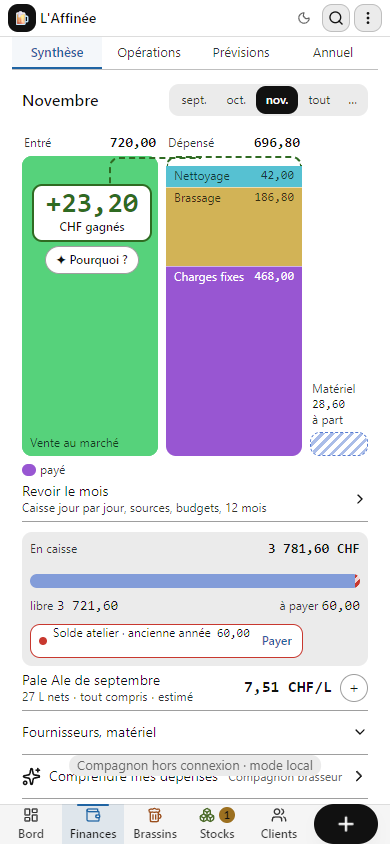 L'Affinée
Synthèse Opérations Prévisions Annuel
Novembre sept. oct. nov. tout ...
Entré 720,00 Dépensé 696,80
Nettoyage 42,00
Brassage 186,80
+23,20
CHF gagnés
✦ Pourquoi ?
Charges fixes 468,00
Matériel
28,60
à part
Vente au marché
payé
Revoir le mois
Caisse jour par jour, sources, budgets, 12 mois
En caisse 3 781,60 CHF
libre 3 721,60 à payer 60,00
Solde atelier · ancienne année 60,00 Payer
Pale Ale de septembre
27 L nets · tout compris · estimé
7,51 CHF/L +
Fournisseurs, matériel
Compagnon hors connexion · mode local
Comprendre mes dépenses Compagnon brasseur
1
Bord Finances Brassins Stocks Clients +